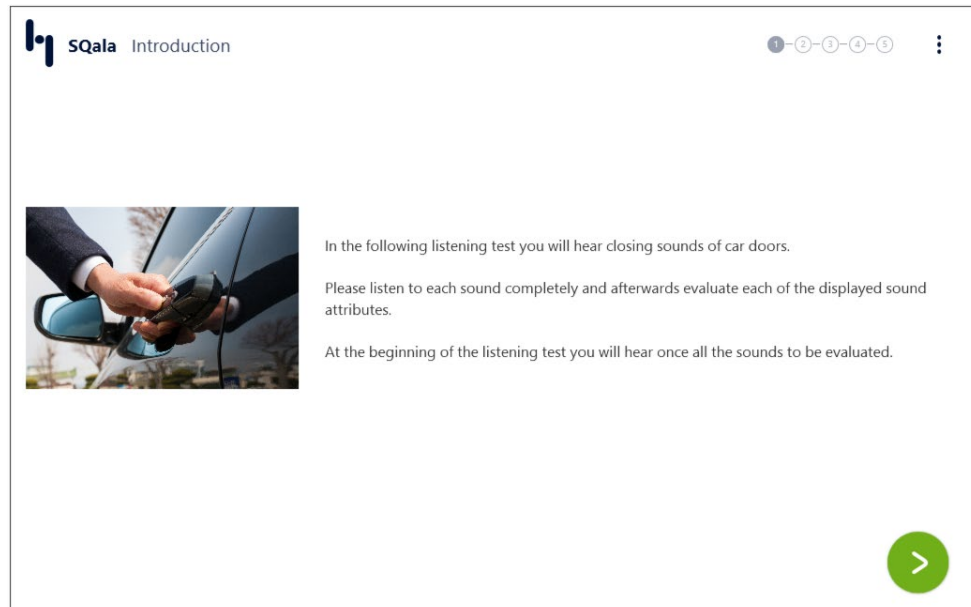 SQala Introduction
1 2 3 4 5
In the following listening test you will hear closing sounds of car doors.
Please listen to each sound completely and afterwards evaluate each of the displayed sound
attributes.
At the beginning of the listening test you will hear once all the sounds to be evaluated.